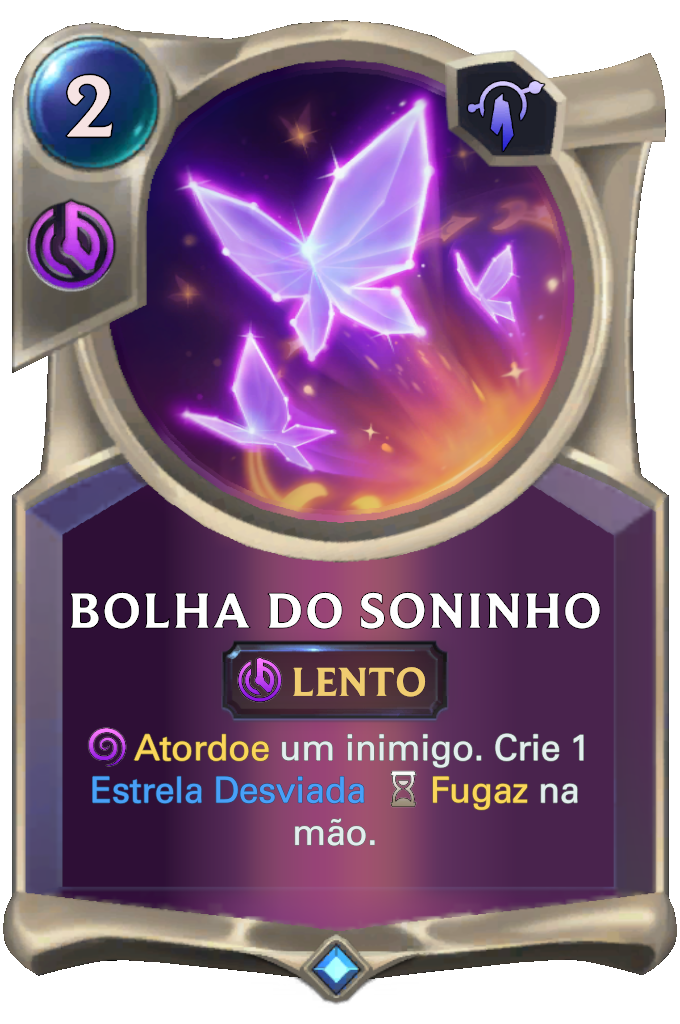 2
BOLHA DO SONINHO
LENTO
Atordoe um inimigo. Crie 1
Estrela Desviada Fugaz na
mão.